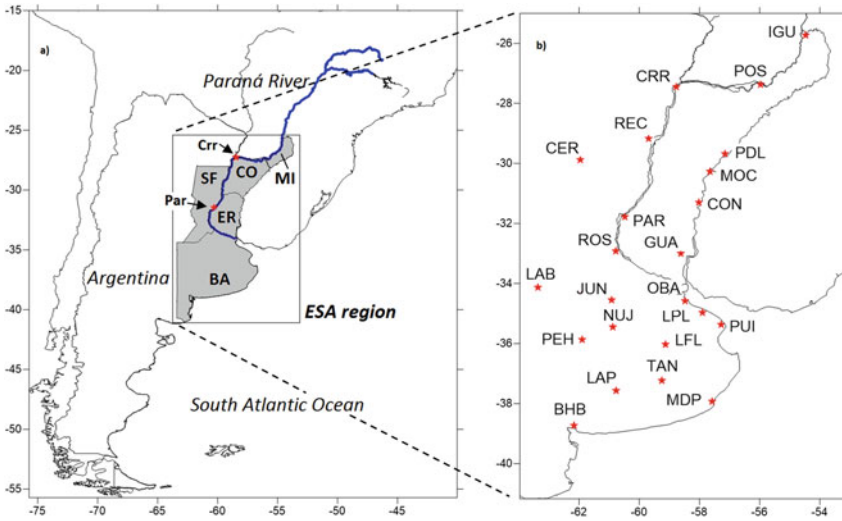 a)
Paraná River
Crr
CO
SF
MI
Par
ER
BA
Argentina
ESA region
South Atlantic Ocean
-15
-20
-25
-30
-35
-40
-45
-50
-55
-75 -70 -65 -60 -55 -50 -45
b)
IGU
POS
CRR
REC
CER
PDL
MOC
CON
PAR
ROS
GUA
LAB
OBA
JUN
NUJ
LPL
PUI
PEH
LFL
TAN
LAP
MDP
BHB
-26
-28
-30
-32
-34
-36
-38
-40
-62 -60 -58 -56 -54